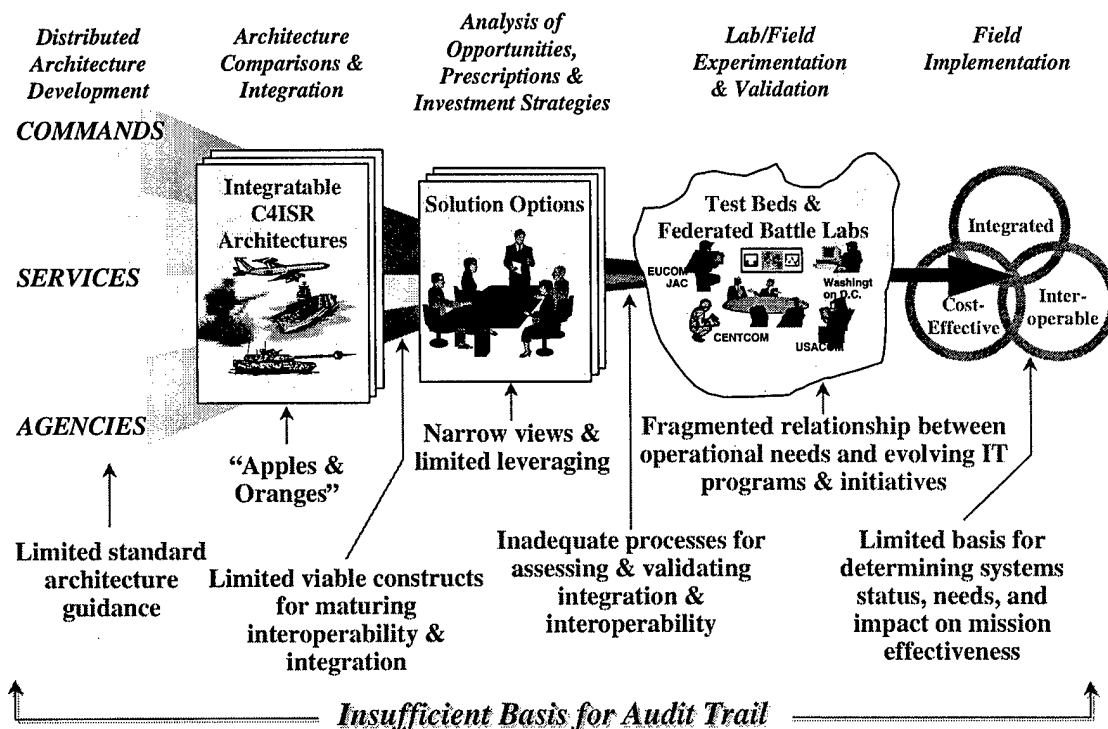 Distributed
Architecture
Development
Architecture
Comparisons &
Integration
Analysis of
Opportunities,
Prescriptions &
Investment Strategies
Lab/Field
Experimentation
& Validation
Field
Implementation
COMMANDS
SERVICES
AGENCIES
Integratable
C4ISR
Architectures
Solution Options
Test Beds &
Federated Battle Labs
EUCOM
JAC
Washingt
on D.C.
CENTCOM
USACOM
Integrated
Cost-
Effective
Inter-
operable
“Apples &
Oranges”
Narrow views &
limited leveraging
Fragmented relationship between
operational needs and evolving IT
programs & initiatives
Limited standard
architecture
guidance
Limited viable constructs
for maturing
interoperability &
integration
Inadequate processes for
assessing & validating
integration &
interoperability
Limited basis for
determining systems
status, needs, and
impact on mission
effectiveness
Insufficient Basis for Audit Trail